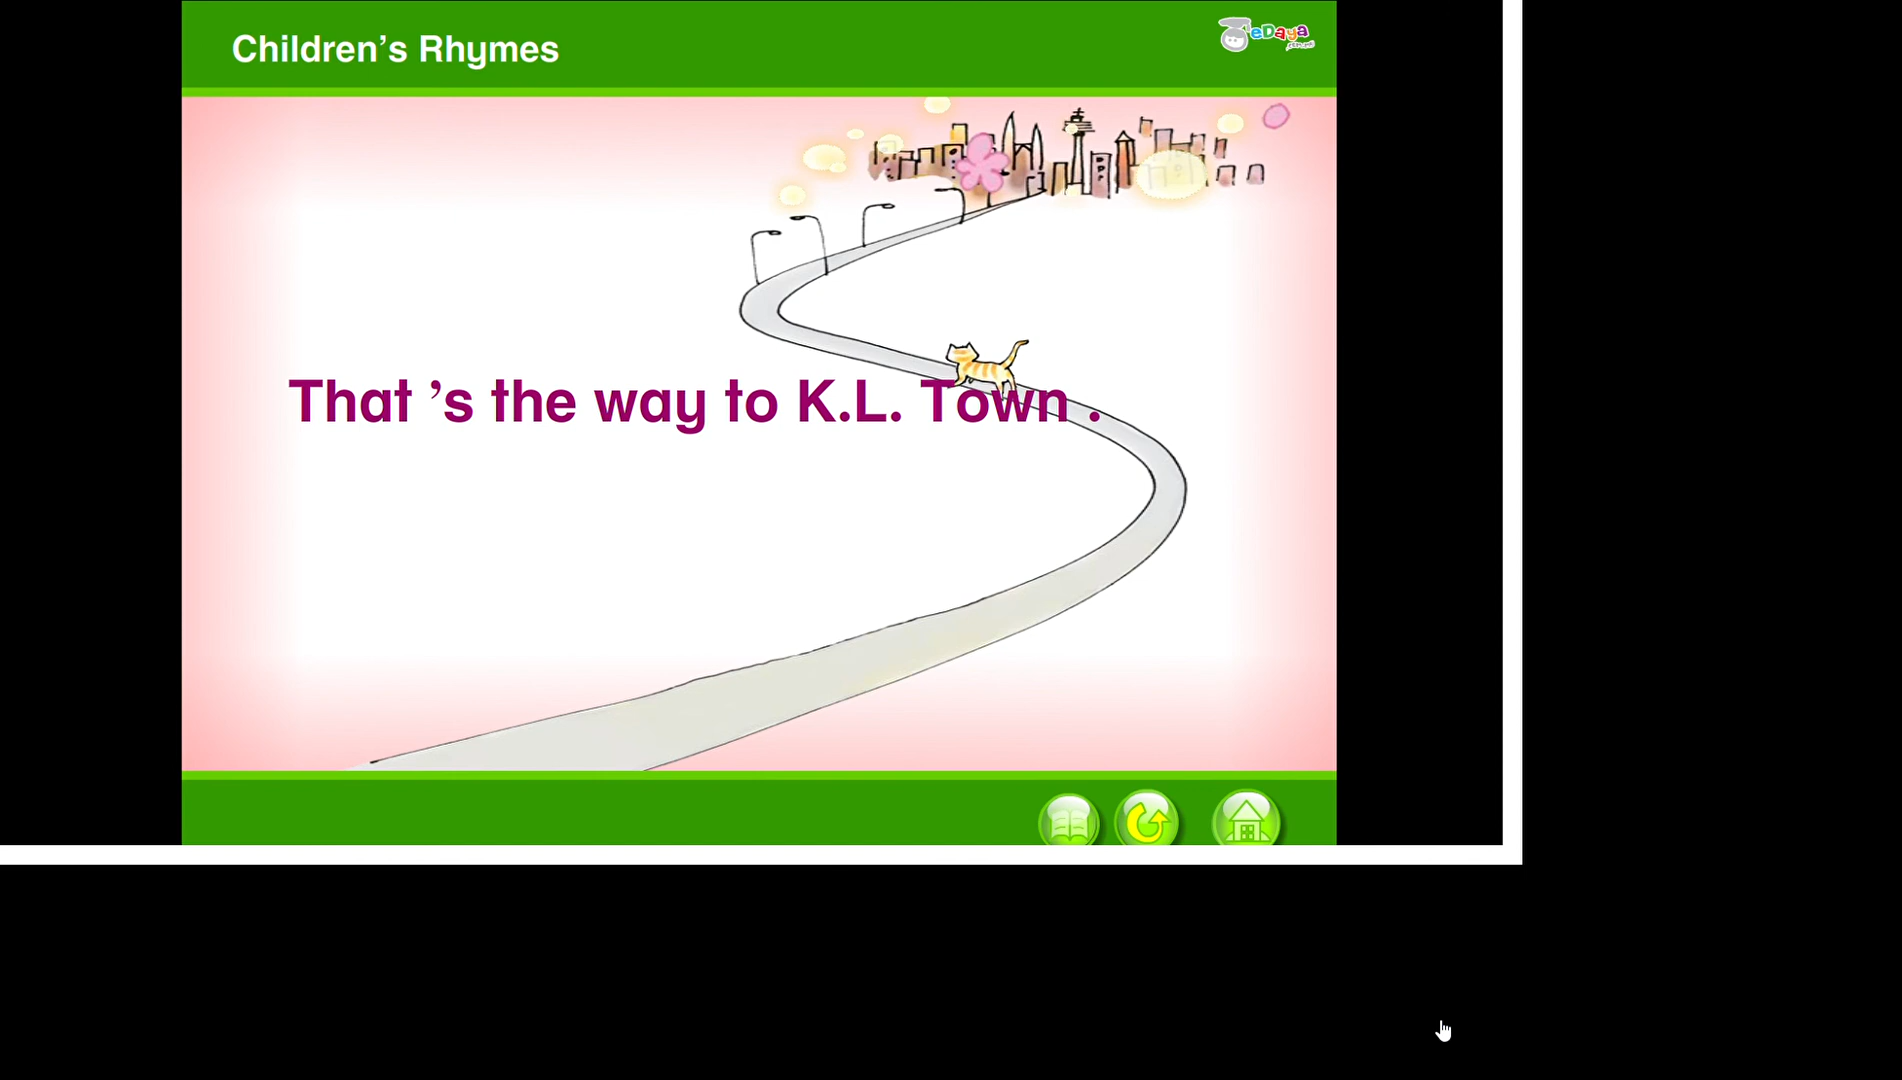 Children’s Rhymes
eDaya
That ’s the way to K.L. Town .